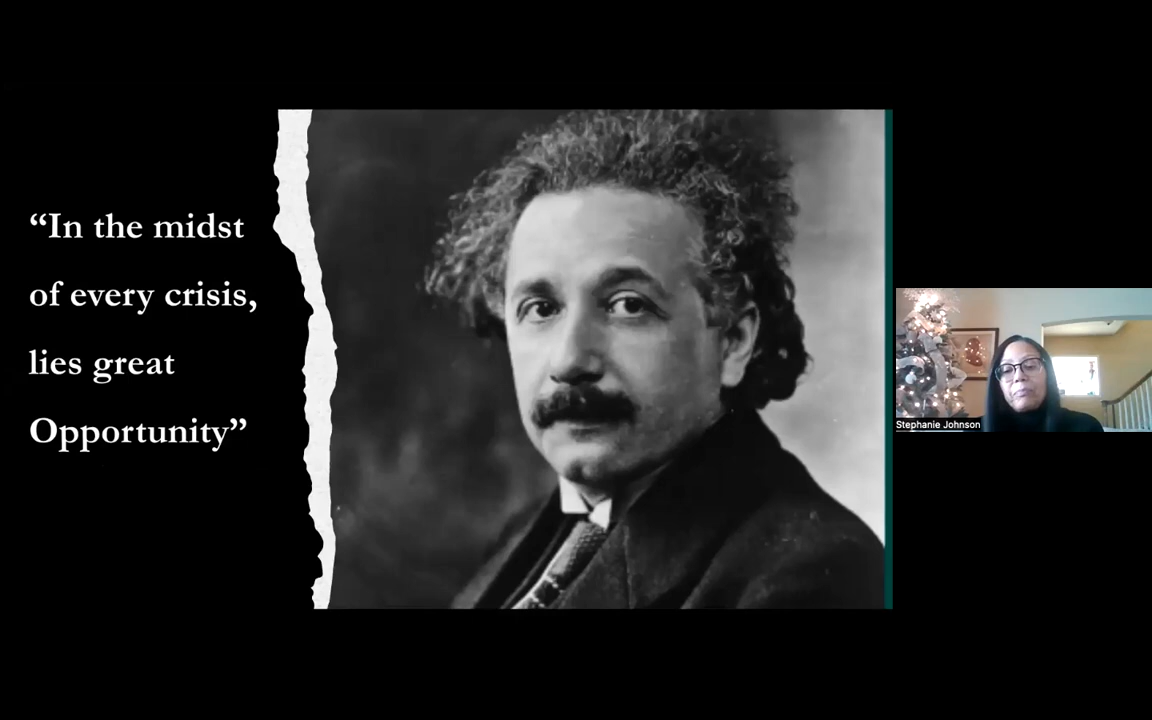 “In the midst
of every crisis,
lies great
Opportunity”
Stephanie Johnson